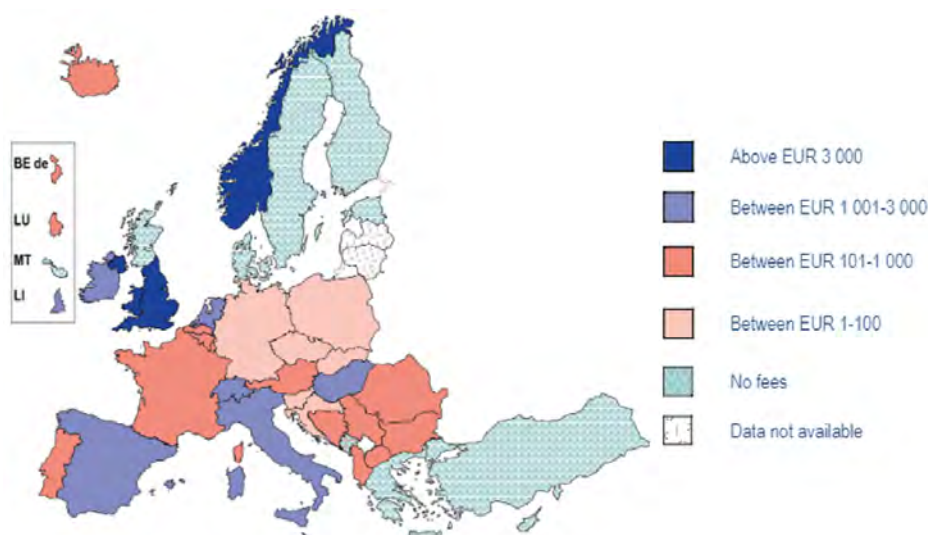 BE de
LU
MT
LI
Above EUR 3 000
Between EUR 1 001-3 000
Between EUR 101-1 000
Between EUR 1-100
No fees
Data not available